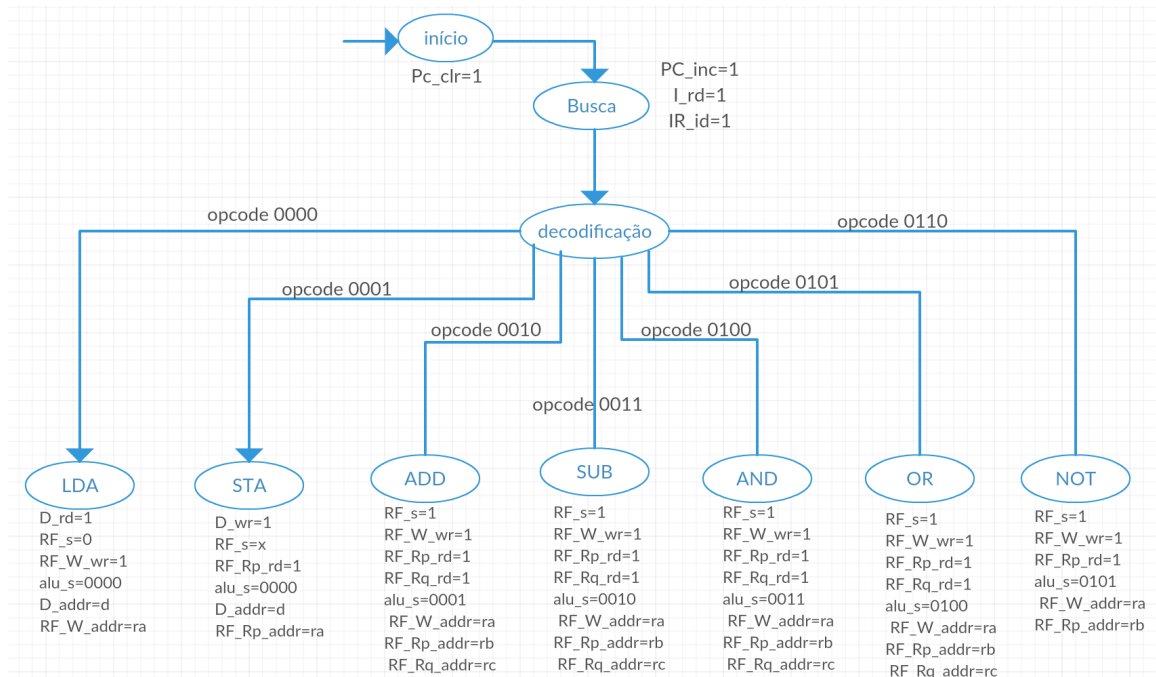 início
Pc_clr=1
PC_inc=1
I_rd=1
IR_id=1
Busca
decodificação
opcode 0000
opcode 0110
opcode 0001
opcode 0101
opcode 0010
opcode 0100
opcode 0011
LDA
D_rd=1
RF_s=0
RF_W_wr=1
alu_s=0000
D_addr=d
RF_W_addr=ra
STA
D_wr=1
RF_s=x
RF_Rp_rd=1
alu_s=0000
D_addr=d
RF_Rp_addr=ra
ADD
RF_s=1
RF_W_wr=1
RF_Rp_rd=1
RF_Rq_rd=1
alu_s=0001
RF_W_addr=ra
RF_Rp_addr=rb
RF_Rq_addr=rc
SUB
RF_s=1
RF_W_wr=1
RF_Rp_rd=1
RF_Rq_rd=1
alu_s=0010
RF_W_addr=ra
RF_Rp_addr=rb
RF_Rq_addr=rc
AND
RF_s=1
RF_W_wr=1
RF_Rp_rd=1
RF_Rq_rd=1
alu_s=0011
RF_W_addr=ra
RF_Rp_addr=rb
RF_Rq_addr=rc
OR
RF_s=1
RF_W_wr=1
RF_Rp_rd=1
RF_Rq_rd=1
alu_s=0100
RF_W_addr=ra
RF_Rp_addr=rb
RF_Rq_addr=rc
NOT
RF_s=1
RF_W_wr=1
RF_Rp_rd=1
alu_s=0101
RF_W_addr=ra
RF_Rp_addr=rb